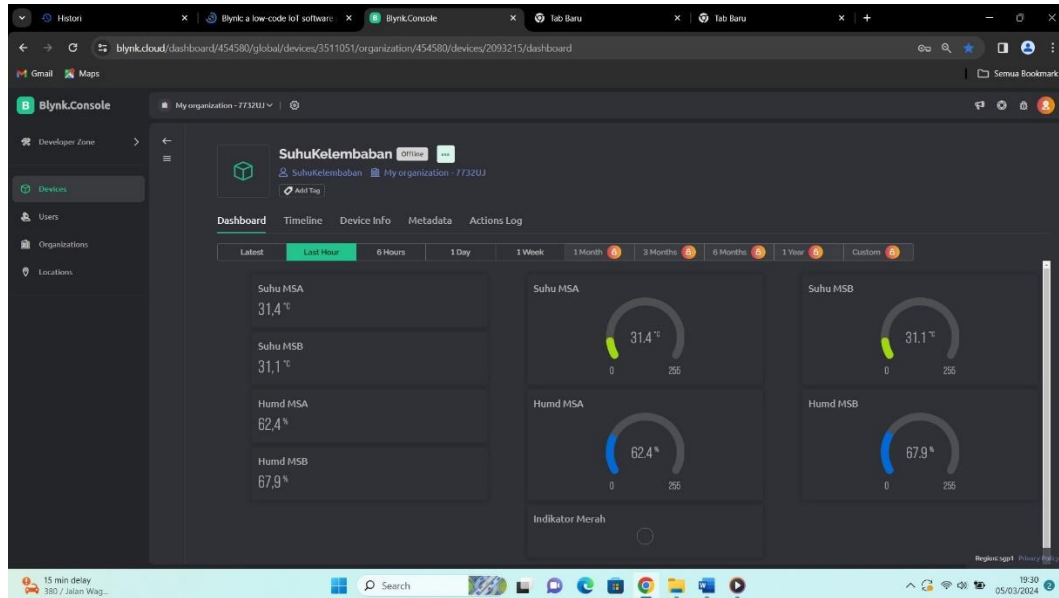 Histori
Blynk: a low-code IoT software
Blynk.Console
Tab Baru
Tab Baru
blynk.cloud/dashboard/454580/global/devices/3511051/organization/454580/devices/2093215/dashboard
Gmail
Maps
Semua Bookmark
B Blynk.Console
My organization - 7732UJ
Developer Zone
Devices
Users
Organizations
Locations
SuhuKelembaban
Offline
SuhuKelembaban
My organization - 7732UJ
Add Tag
Dashboard
Timeline
Device Info
Metadata
Actions Log
Latest
Last Hour
6 Hours
1 Day
1 Week
1 Month
3 Months
6 Months
1 Year
Custom
Suhu MSA
31,4 °C
Suhu MSB
31,1 °C
Humd MSA
62,4 %
Humd MSB
67,9 %
Suhu MSA
31.4 °C
0
255
Suhu MSB
31.1 °C
0
255
Humd MSA
62.4 %
0
255
Humd MSB
67.9 %
0
255
Indikator Merah
Region: sgp1 Privacy Policy
15 min delay
380 / Jalan Wag...
Search
19:30
05/03/2024
2